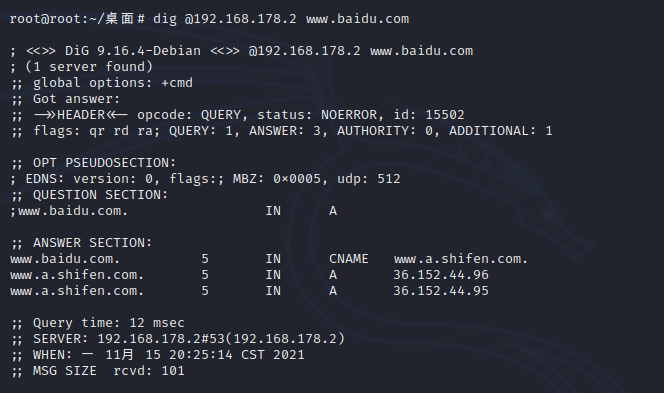 root@root:~/桌面# dig @192.168.178.2 www.baidu.com
; <<>> DiG 9.16.4-Debian <<>> @192.168.178.2 www.baidu.com
; (1 server found)
;; global options: +cmd
;; Got answer:
;; ->>HEADER<<- opcode: QUERY, status: NOERROR, id: 15502
;; flags: qr rd ra; QUERY: 1, ANSWER: 3, AUTHORITY: 0, ADDITIONAL: 1
;; OPT PSEUDOSECTION:
; EDNS: version: 0, flags:; MBZ: 0x0005, udp: 512
;; QUESTION SECTION:
;www.baidu.com. IN A
;; ANSWER SECTION:
www.baidu.com. 5 IN CNAME www.a.shifen.com.
www.a.shifen.com. 5 IN A 36.152.44.96
www.a.shifen.com. 5 IN A 36.152.44.95
;; Query time: 12 msec
;; SERVER: 192.168.178.2#53(192.168.178.2)
;; WHEN: 一 11月 15 20:25:14 CST 2021
;; MSG SIZE rcvd: 101